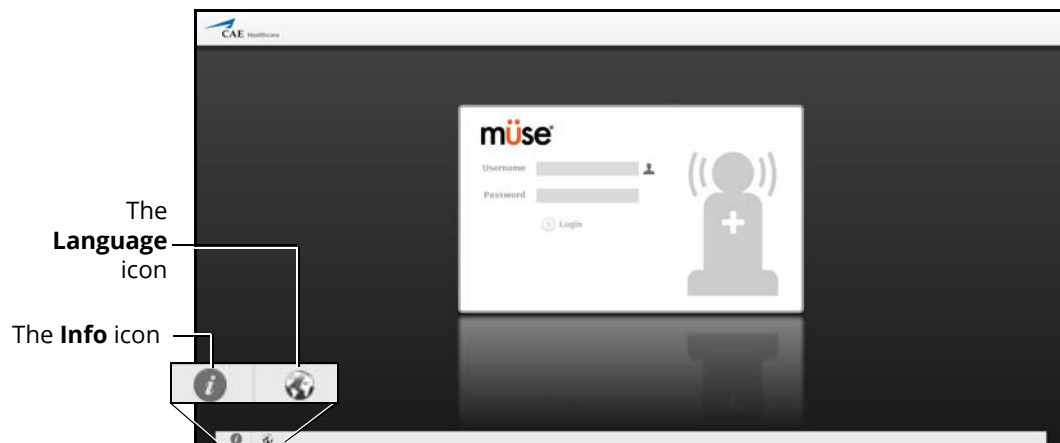 CAE Healthcare
müse
Username
Password
Login
The
Language
icon
The Info icon
i
i